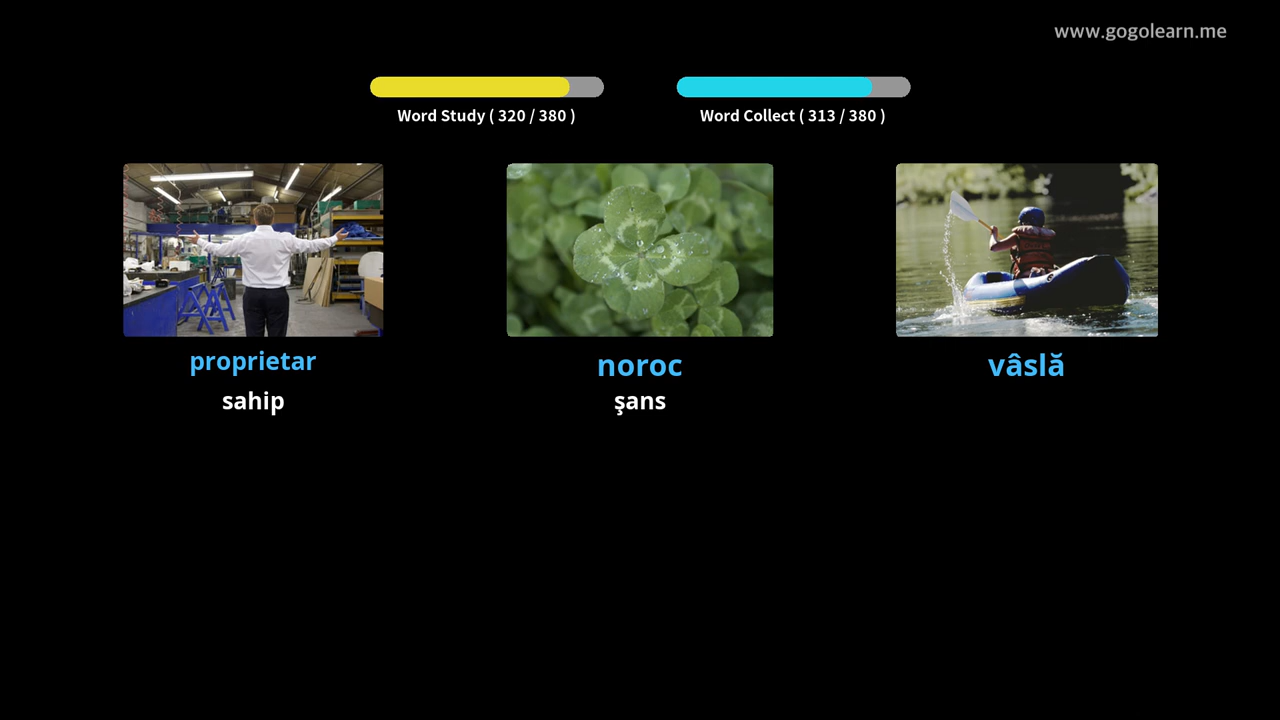 www.gogolearn.me
Word Study ( 320 / 380 )
Word Collect ( 313 / 380 )
proprietar
noroc
vâslă
sahip
şans